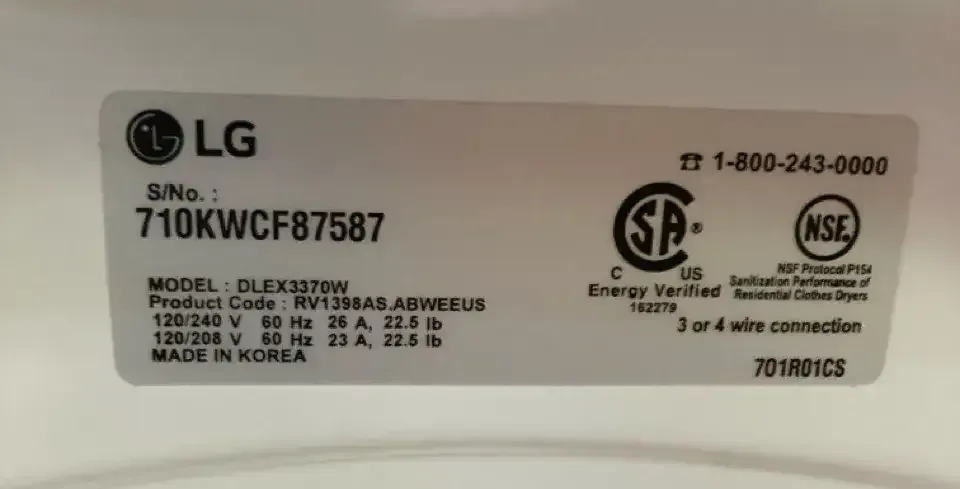 LG
☎ 1-800-243-0000
S/No. :
710KWCF87587
SA®
C US
Energy Verified
162279
NSF.
NSF Protocol P154
Sanitization Performance of
Residential Clothes Dryers
MODEL : DLEX3370W
Product Code : RV1398AS.ABWEEUS
120/240 V 60 Hz 26 A, 22.5 lb
120/208 V 60 Hz 23 A, 22.5 lb
MADE IN KOREA
3 or 4 wire connection
701R01CS